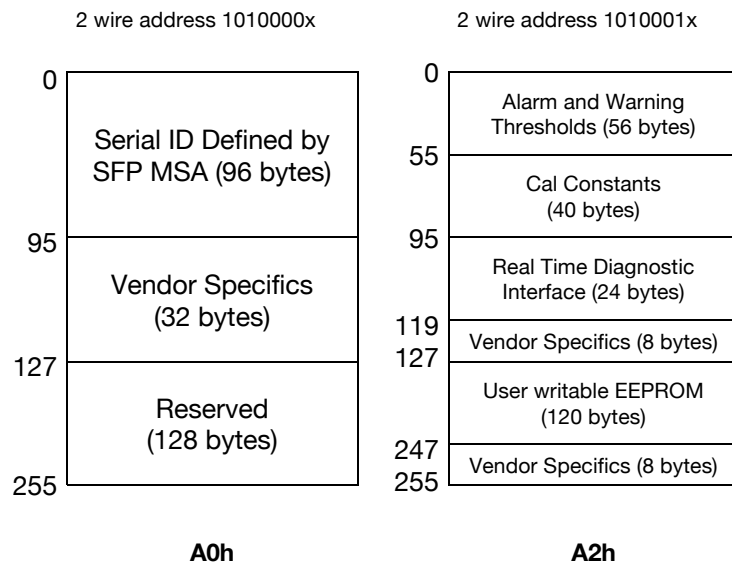 2 wire address 1010000x
0
Serial ID Defined by
SFP MSA (96 bytes)
95
Vendor Specifics
(32 bytes)
127
Reserved
(128 bytes)
255
A0h
2 wire address 1010001x
0
Alarm and Warning
Thresholds (56 bytes)
55
Cal Constants
(40 bytes)
95
Real Time Diagnostic
Interface (24 bytes)
119
Vendor Specifics (8 bytes)
127
User writable EEPROM
(120 bytes)
247
Vendor Specifics (8 bytes)
255
A2h